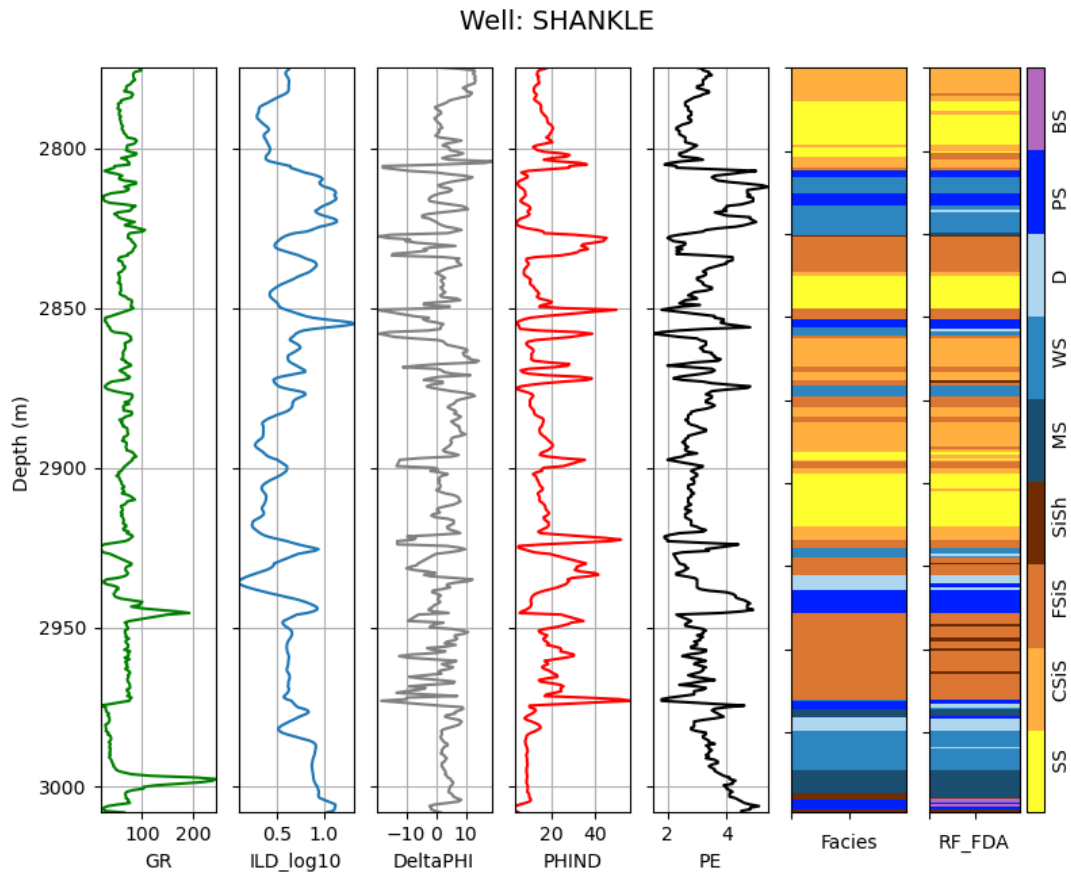 Well: SHANKLE
Depth (m)
2800
2850
2900
2950
3000
100 200
GR
0.5 1.0
ILD_log10
−10 0 10
DeltaPHI
20 40
PHIND
2 4
PE
Facies
RF_FDA
BS
PS
D
WS
MS
SiSh
FSiS
CSiS
SS